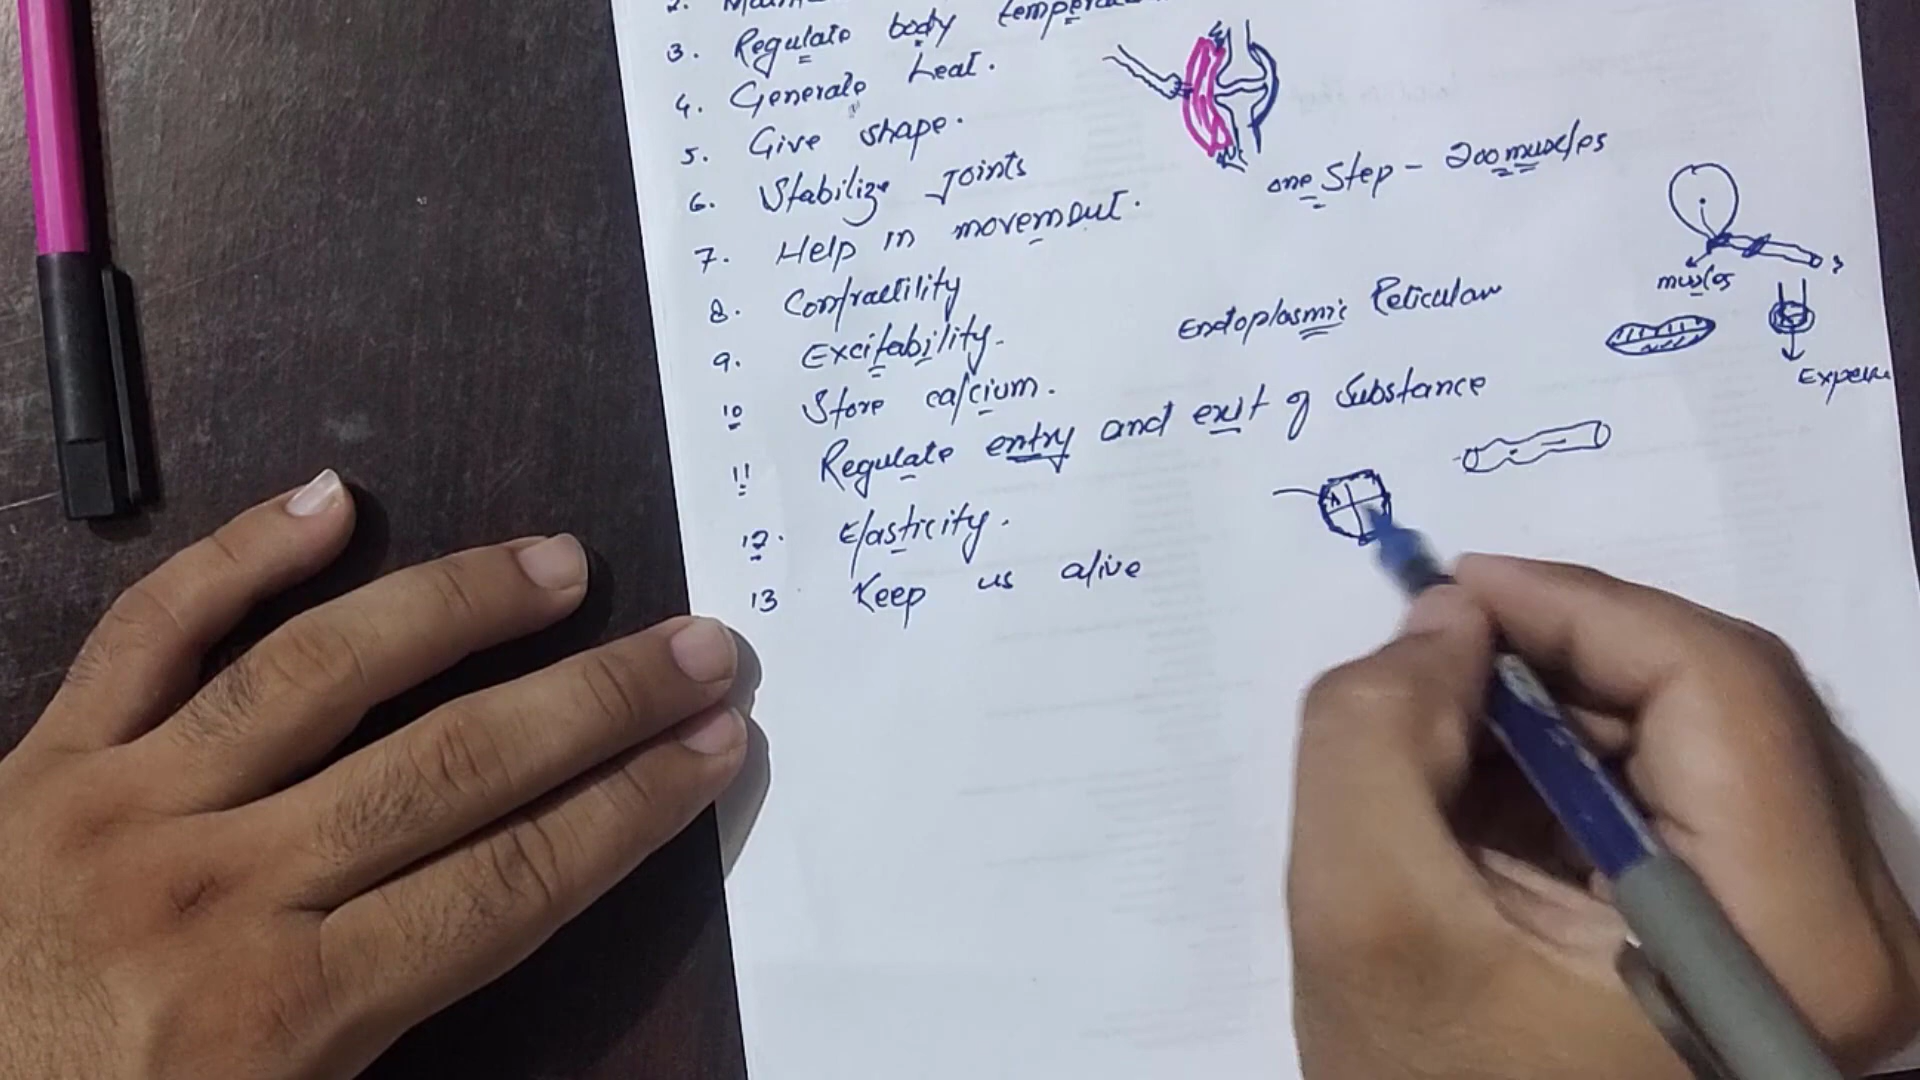 2.
3. Regulate body
4. Generate heat.
5. Give shape.
6. Stabilize Joints
one Step - 200 muscles
7. Help in movement.
muscles
8. Contractility
Endoplasmic Reticulum
9. Excitability.
10 Store calcium.
11 Regulate entry and exit of Substance
12. Elasticity.
13 Keep us alive